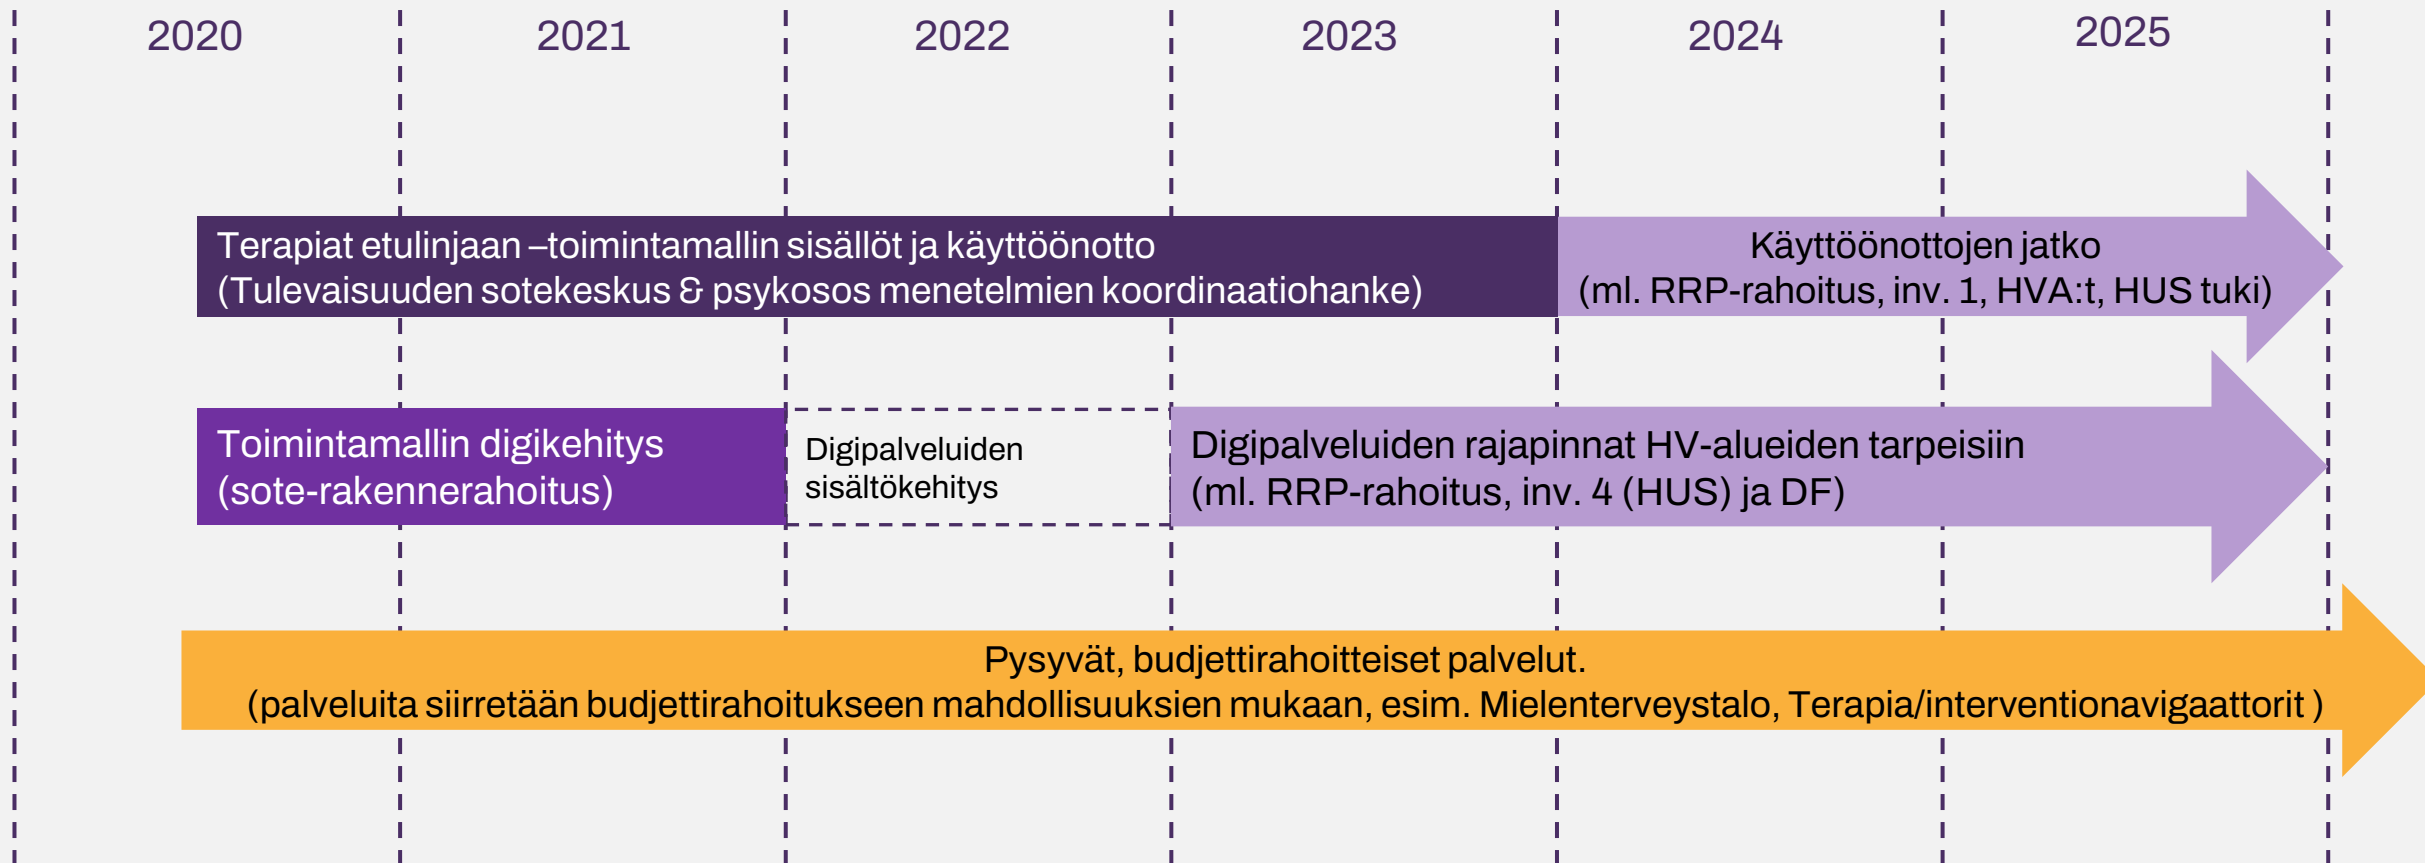 2020
2021
2022
2023
2024
2025
Terapiat etulinjaan –toimintamallin sisällöt ja käyttöönotto
(Tulevaisuuden sotekeskus & psykosos menetelmien koordinaatiohanke)
Käyttöönottojen jatko
(ml. RRP-rahoitus, inv. 1, HVA:t, HUS tuki)
Toimintamallin digikehitys
(sote-rakennerahoitus)
Digipalveluiden
sisältökehitys
Digipalveluiden rajapinnat HV-alueiden tarpeisiin
(ml. RRP-rahoitus, inv. 4 (HUS) ja DF)
Pysyvät, budjettirahoitteiset palvelut.
(palveluita siirretään budjettirahoitukseen mahdollisuuksien mukaan, esim. Mielenterveystalo, Terapia/interventionavigaattorit )